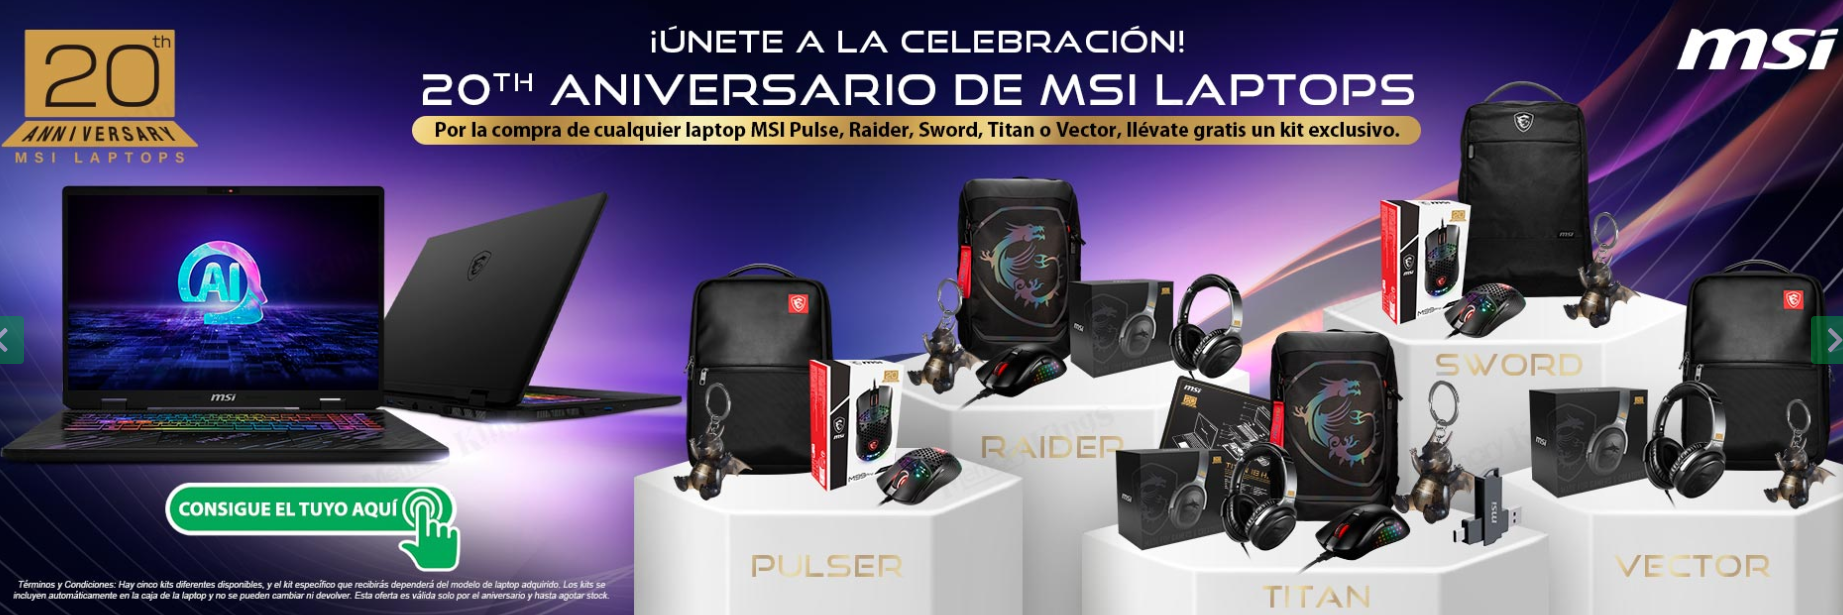 20th
ANNIVERSARY
MSI LAPTOPS
¡ÚNETE A LA CELEBRACIÓN!
20TH ANIVERSARIO DE MSI LAPTOPS
Por la compra de cualquier laptop MSI Pulse, Raider, Sword, Titan o Vector, llévate gratis un kit exclusivo.
msi
AI
msi
CONSIGUE EL TUYO AQUÍ
Términos y Condiciones: Hay cinco kits diferentes disponibles, y el kit específico que recibirás dependerá del modelo de laptop adquirido. Los kits se
incluyen automáticamente en la caja de la laptop y no se pueden cambiar ni devolver. Esta oferta es válida solo por el aniversario y hasta agotar stock.
PULSER
RAIDER
TITAN
SWORD
VECTOR